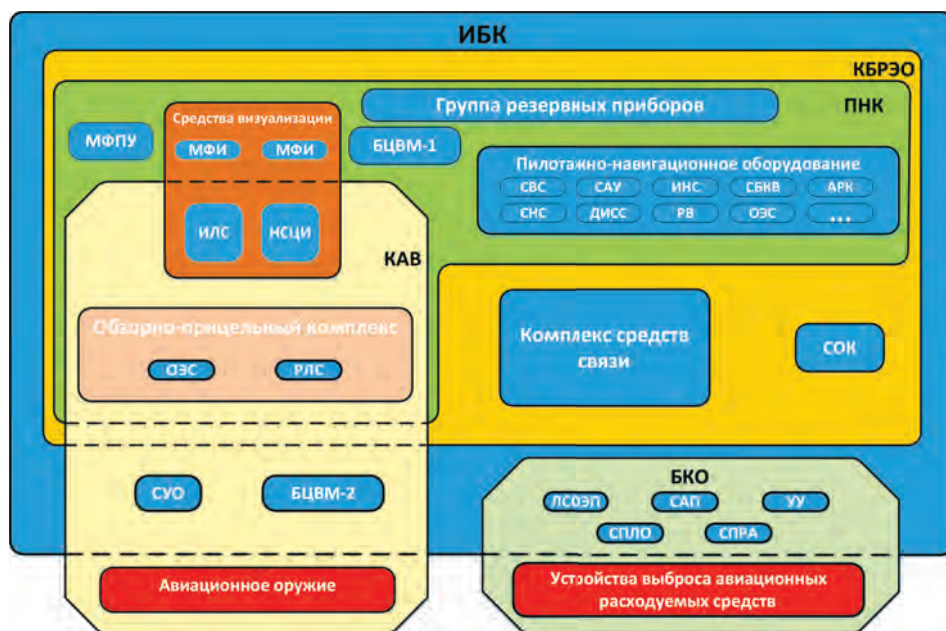 ИБК
КБРЭО
Группа резервных приборов
ПНК
Средства визуализации
МФПУ
МФИ
МФИ
БЦВМ-1
Пилотажно-навигационное оборудование
СВС
САУ
ИНС
СБКВ
АРК
СНС
ДИСС
РВ
ОЭС
...
ИЛС
НСЦИ
КАВ
Обзорно-прицельный комплекс
ОЭС
РЛС
Комплекс средств
связи
СОК
СУО
БЦВМ-2
БКО
ЛСОЭП
САП
УУ
СПЛО
СПРА
Авиационное оружие
Устройства выброса авиационных
расходуемых средств